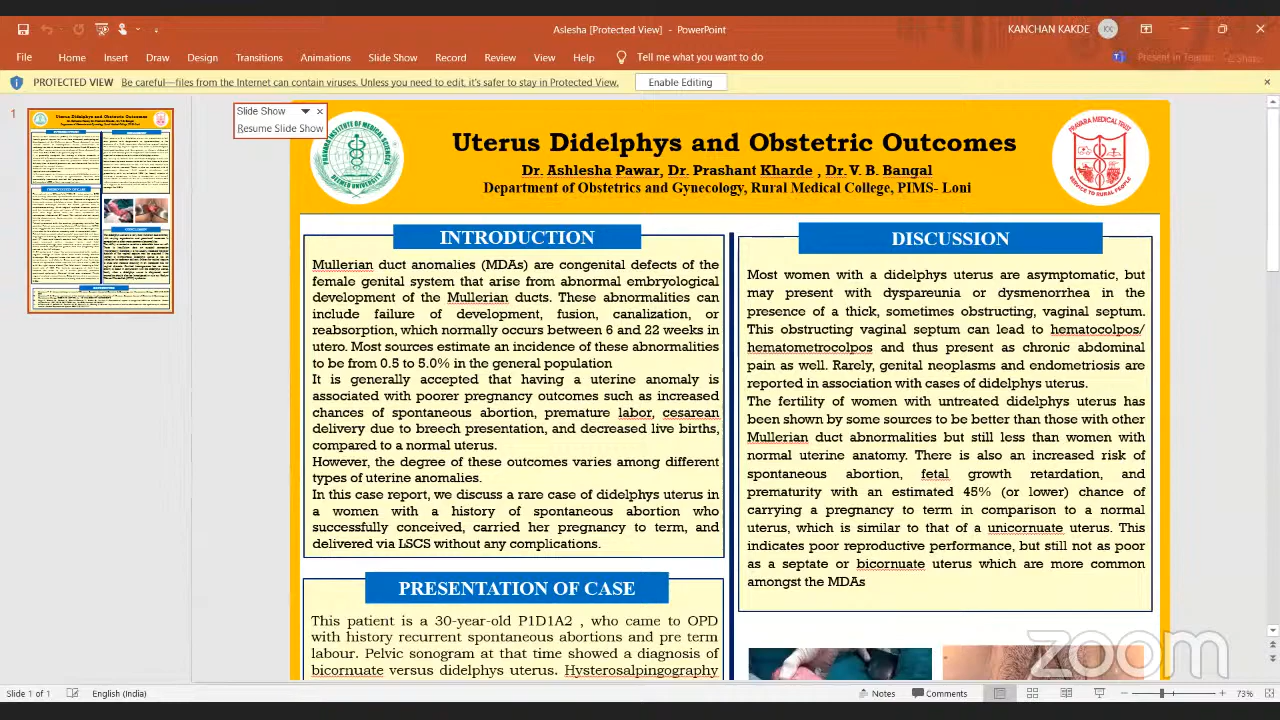 Aslesha [Protected View] - PowerPoint
KANCHAN KAKDE
KK
File Home Insert Draw Design Transitions Animations Slide Show Record Review View Help Tell me what you want to do
Present in Teams Share
PROTECTED VIEW Be careful—files from the Internet can contain viruses. Unless you need to edit, it's safer to stay in Protected View. Enable Editing
1
Slide Show
Resume Slide Show
PRAVARA MEDICAL TRUST
SERVICE TO RURAL PEOPLE
Uterus Didelphys and Obstetric Outcomes
Dr. Ashlesha Pawar, Dr. Prashant Kharde , Dr. V. B. Bangal
Department of Obstetrics and Gynecology, Rural Medical College, PIMS- Loni
INTRODUCTION
Mullerian duct anomalies (MDAs) are congenital defects of the
female genital system that arise from abnormal embryological
development of the Mullerian ducts. These abnormalities can
include failure of development, fusion, canalization, or
reabsorption, which normally occurs between 6 and 22 weeks in
utero. Most sources estimate an incidence of these abnormalities
to be from 0.5 to 5.0% in the general population
It is generally accepted that having a uterine anomaly is
associated with poorer pregnancy outcomes such as increased
chances of spontaneous abortion, premature labor, cesarean
delivery due to breech presentation, and decreased live births,
compared to a normal uterus.
However, the degree of these outcomes varies among different
types of uterine anomalies.
In this case report, we discuss a rare case of didelphys uterus in
a women with a history of spontaneous abortion who
successfully conceived, carried her pregnancy to term, and
delivered via LSCS without any complications.
PRESENTATION OF CASE
This patient is a 30-year-old P1D1A2 , who came to OPD
with history recurrent spontaneous abortions and pre term
labour. Pelvic sonogram at that time showed a diagnosis of
bicornuate versus didelphys uterus. Hysterosalpingography
DISCUSSION
Most women with a didelphys uterus are asymptomatic, but
may present with dyspareunia or dysmenorrhea in the
presence of a thick, sometimes obstructing, vaginal septum.
This obstructing vaginal septum can lead to hematocolpos/
hematometrocolpos and thus present as chronic abdominal
pain as well. Rarely, genital neoplasms and endometriosis are
reported in association with cases of didelphys uterus.
The fertility of women with untreated didelphys uterus has
been shown by some sources to be better than those with other
Mullerian duct abnormalities but still less than women with
normal uterine anatomy. There is also an increased risk of
spontaneous abortion, fetal growth retardation, and
prematurity with an estimated 45% (or lower) chance of
carrying a pregnancy to term in comparison to a normal
uterus, which is similar to that of a unicornuate uterus. This
indicates poor reproductive performance, but still not as poor
as a septate or bicornuate uterus which are more common
amongst the MDAs
zoom
Slide 1 of 1 English (India) Notes Comments 73%